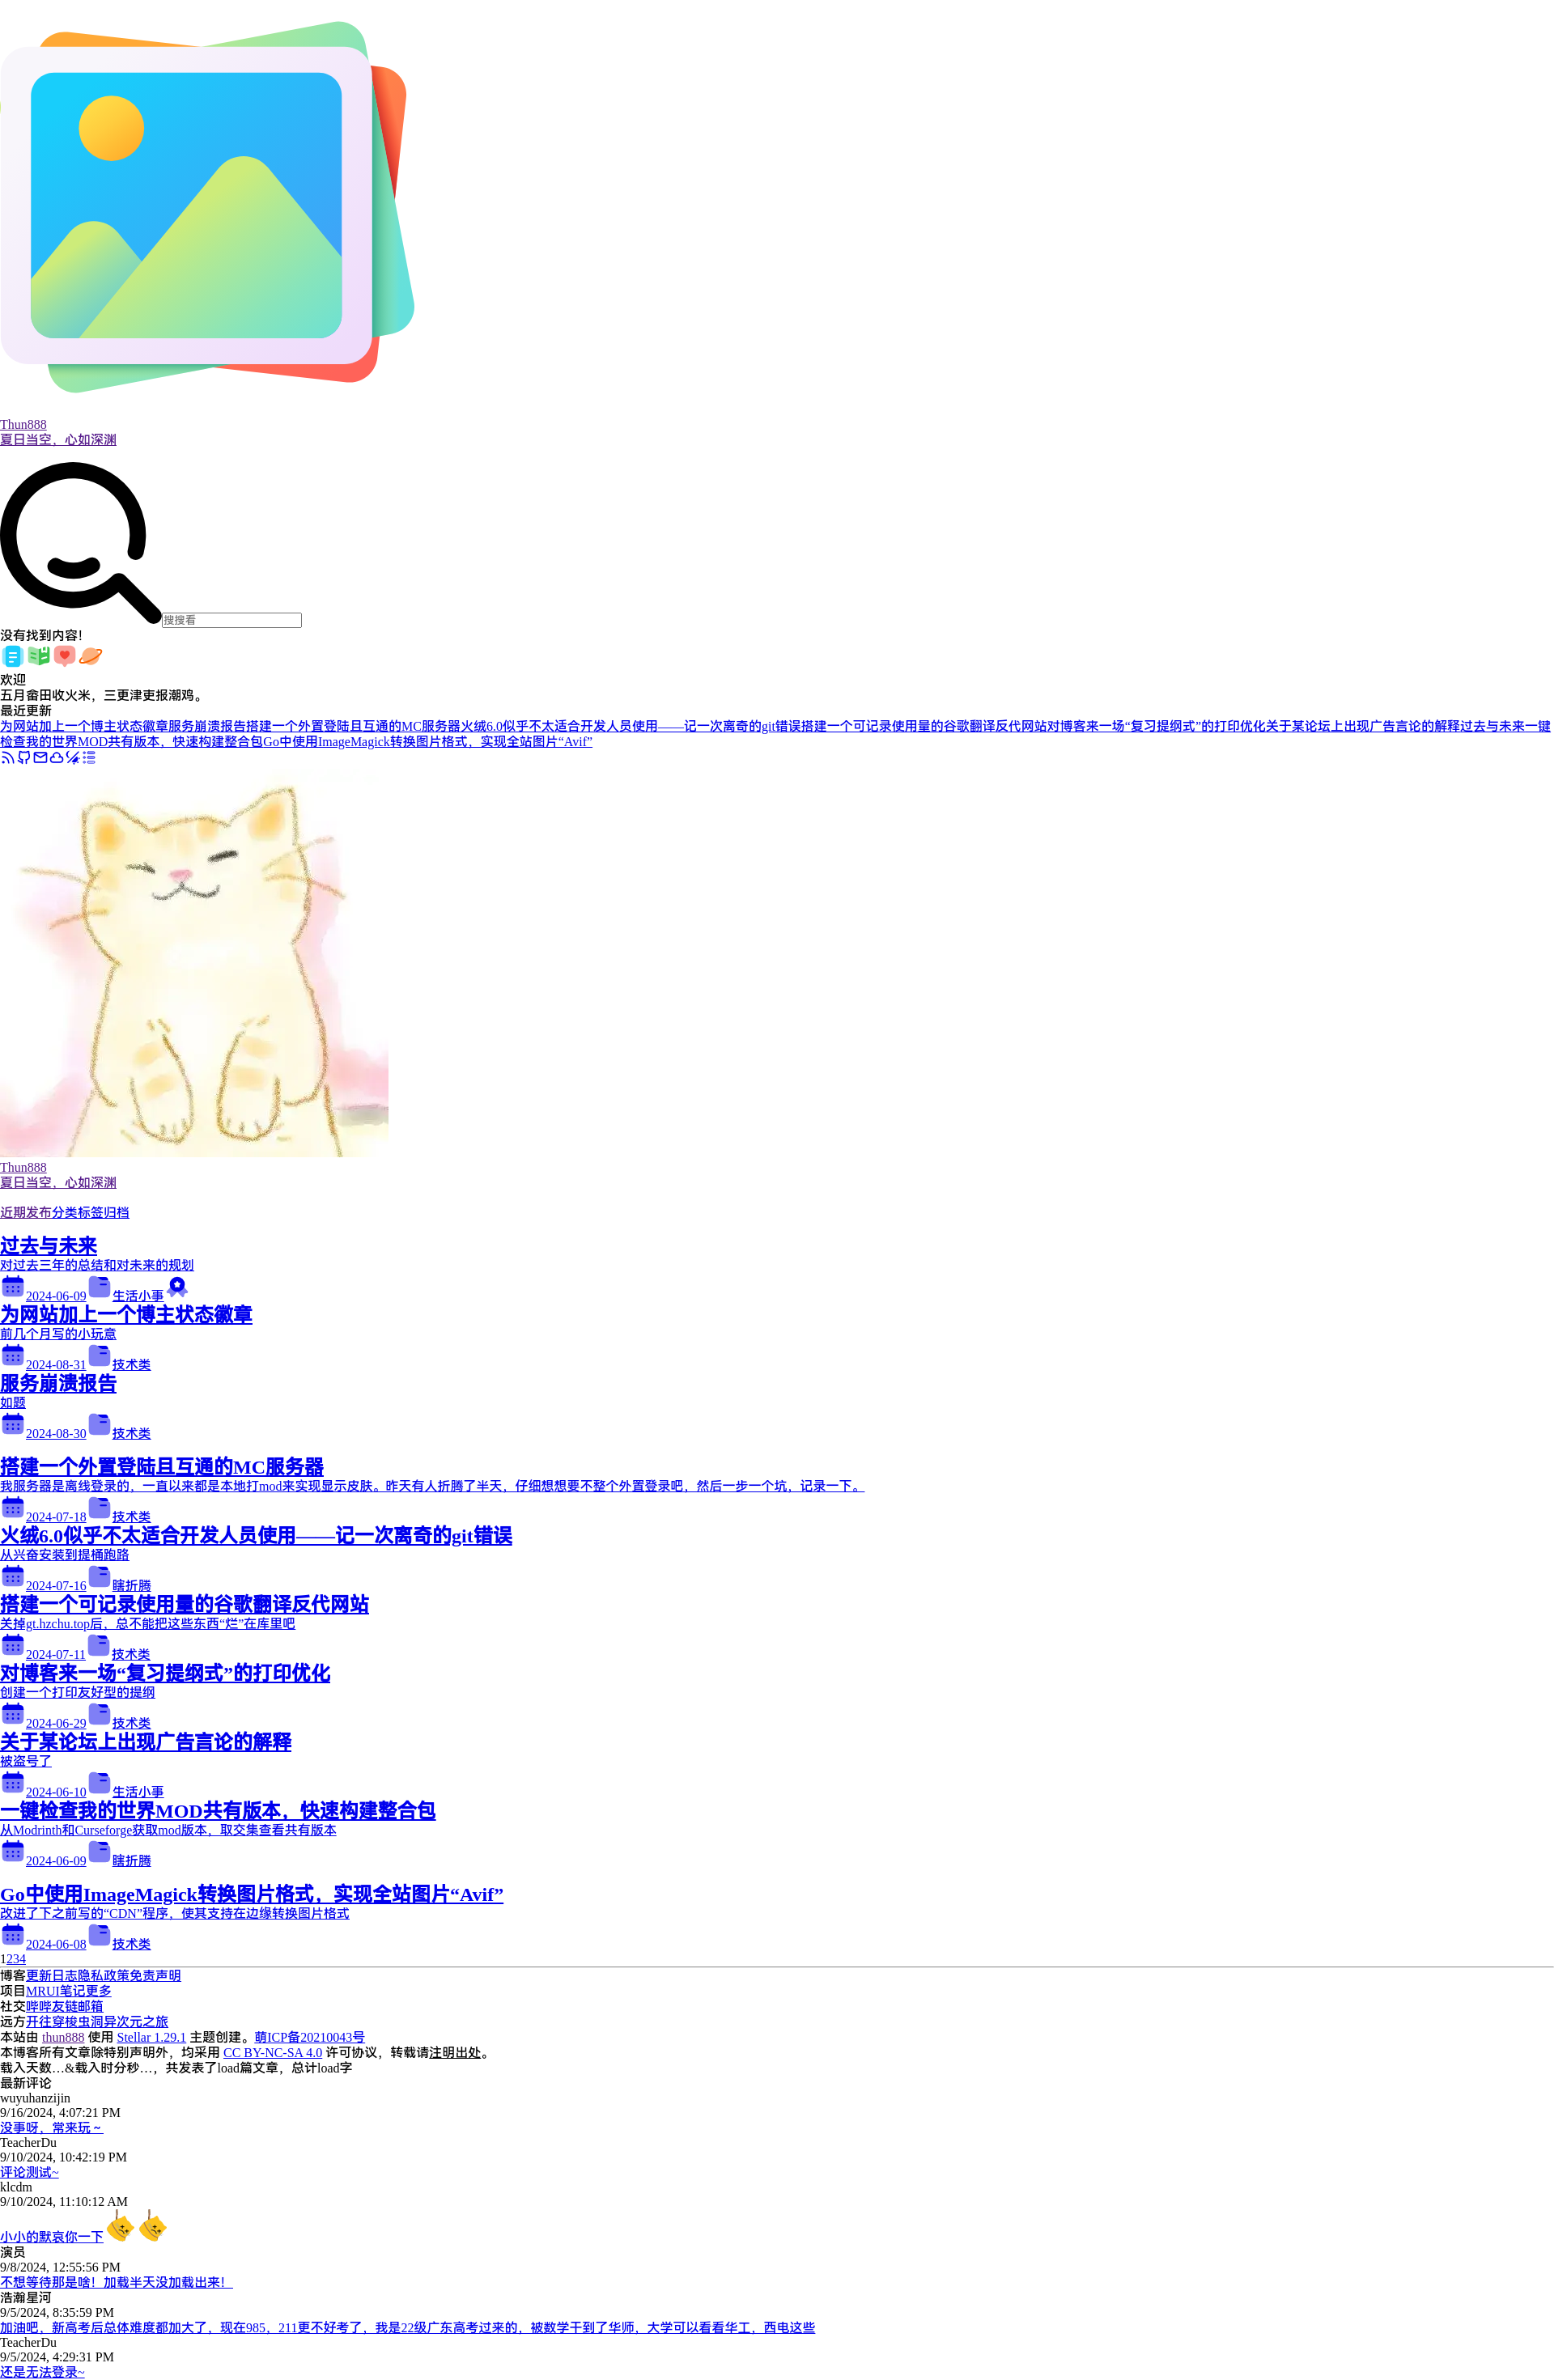 Thun888
夏日当空，心如深渊
搜搜看
没有找到内容！
欢迎
五月畲田收火米，三更津吏报潮鸡。
最近更新
为网站加上一个博主状态徽章服务崩溃报告搭建一个外置登陆且互通的MC服务器火绒6.0似乎不太适合开发人员使用——记一次离奇的git错误搭建一个可记录使用量的谷歌翻译反代网站对博客来一场“复习提纲式”的打印优化关于某论坛上出现广告言论的解释过去与未来一键
检查我的世界MOD共有版本，快速构建整合包Go中使用ImageMagick转换图片格式，实现全站图片“Avif”
Thun888
夏日当空，心如深渊
近期发布分类标签归档
过去与未来
对过去三年的总结和对未来的规划
2024-06-09生活小事
为网站加上一个博主状态徽章
前几个月写的小玩意
2024-08-31技术类
服务崩溃报告
如题
2024-08-30技术类
搭建一个外置登陆且互通的MC服务器
我服务器是离线登录的，一直以来都是本地打mod来实现显示皮肤。昨天有人折腾了半天，仔细想想要不整个外置登录吧，然后一步一个坑，记录一下。
2024-07-18技术类
火绒6.0似乎不太适合开发人员使用——记一次离奇的git错误
从兴奋安装到提桶跑路
2024-07-16瞎折腾
搭建一个可记录使用量的谷歌翻译反代网站
关掉gt.hzchu.top后，总不能把这些东西“烂”在库里吧
2024-07-11技术类
对博客来一场“复习提纲式”的打印优化
创建一个打印友好型的提纲
2024-06-29技术类
关于某论坛上出现广告言论的解释
被盗号了
2024-06-10生活小事
一键检查我的世界MOD共有版本，快速构建整合包
从Modrinth和Curseforge获取mod版本，取交集查看共有版本
2024-06-09瞎折腾
Go中使用ImageMagick转换图片格式，实现全站图片“Avif”
改进了下之前写的“CDN”程序，使其支持在边缘转换图片格式
2024-06-08技术类
1234
博客更新日志隐私政策免责声明
项目MRUI笔记更多
社交哔哔友链邮箱
远方开往穿梭虫洞异次元之旅
本站由 thun888 使用 Stellar 1.29.1 主题创建。萌ICP备20210043号
本博客所有文章除特别声明外，均采用 CC BY-NC-SA 4.0 许可协议，转载请注明出处。
载入天数...&载入时分秒...，共发表了load篇文章，总计load字
最新评论
wuyuhanzijin
9/16/2024, 4:07:21 PM
没事呀，常来玩～
TeacherDu
9/10/2024, 10:42:19 PM
评论测试~
klcdm
9/10/2024, 11:10:12 AM
小小的默哀你一下
演员
9/8/2024, 12:55:56 PM
不想等待那是啥！加载半天没加载出来！
浩瀚星河
9/5/2024, 8:35:59 PM
加油吧，新高考后总体难度都加大了，现在985，211更不好考了，我是22级广东高考过来的，被数学干到了华师，大学可以看看华工，西电这些
TeacherDu
9/5/2024, 4:29:31 PM
还是无法登录~